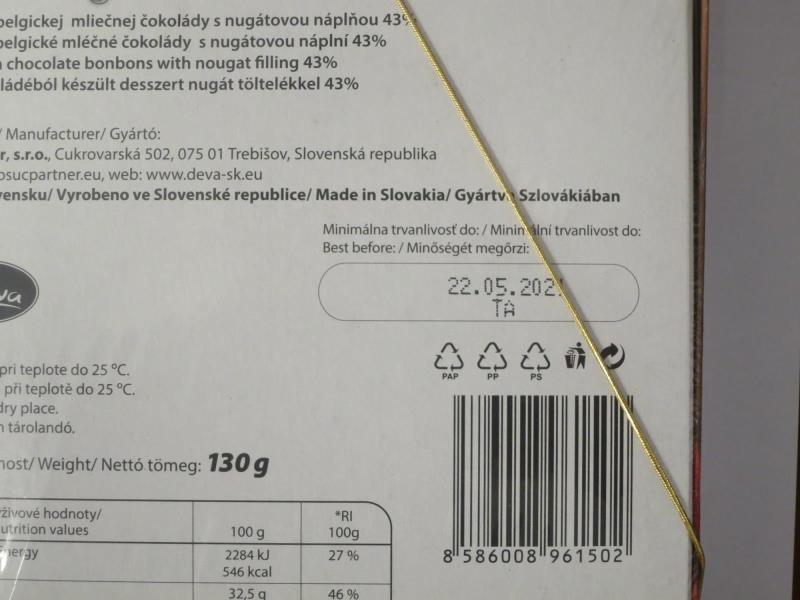 belgickej mliečnej čokolády s nugátovou náplňou 43%
belgické mléčné čokolády s nugátovou náplní 43%
chocolate bonbons with nougat filling 43%
ládéból készült desszert nugát töltelékkel 43%
/ Manufacturer/ Gyártó:
r, s.r.o., Cukrovarská 502, 075 01 Trebišov, Slovenská republika
osucpartner.eu, web: www.deva-sk.eu
vensku/ Vyrobeno ve Slovenské republice/ Made in Slovakia/ Gyártva Szlovákiában
Minimálna trvanlivosť do: / Minimální trvanlivost do:
Best before: / Minőségét megőrzi:
22.05.202
TA
pri teplote do 25 °C.
při teplotě do 25 °C.
dry place.
tárolandó.
PAP PP PS
nosť/ Weight/ Nettó tömeg: 130 g
živové hodnoty/
utrition values
100 g
*RI
100g
Energy
2284 kJ
546 kcal
27 %
32,5 g
46 %
8 586008 961502